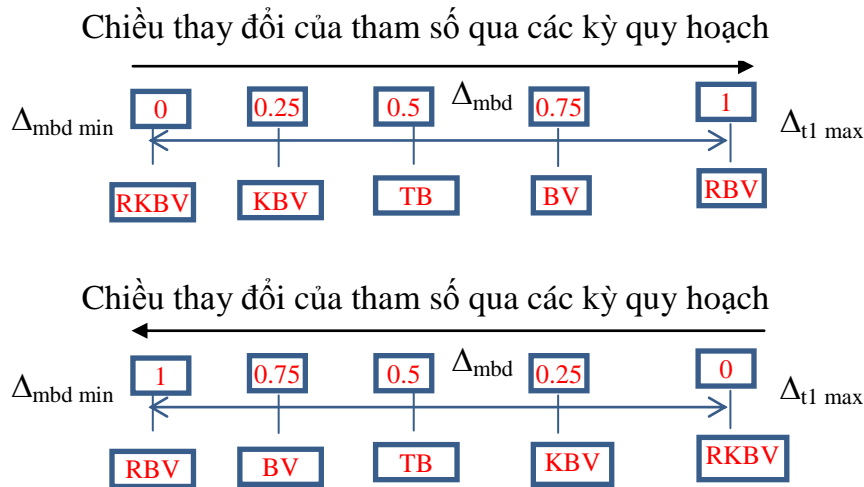 Chiều thay đổi của tham số qua các kỳ quy hoạch
Δmbd min 0 0.25 0.5 Δmbd 0.75 1 Δt1 max
RKBV KBV TB BV RBV
Chiều thay đổi của tham số qua các kỳ quy hoạch
Δmbd min 1 0.75 0.5 Δmbd 0.25 0 Δt1 max
RBV BV TB KBV RKBV